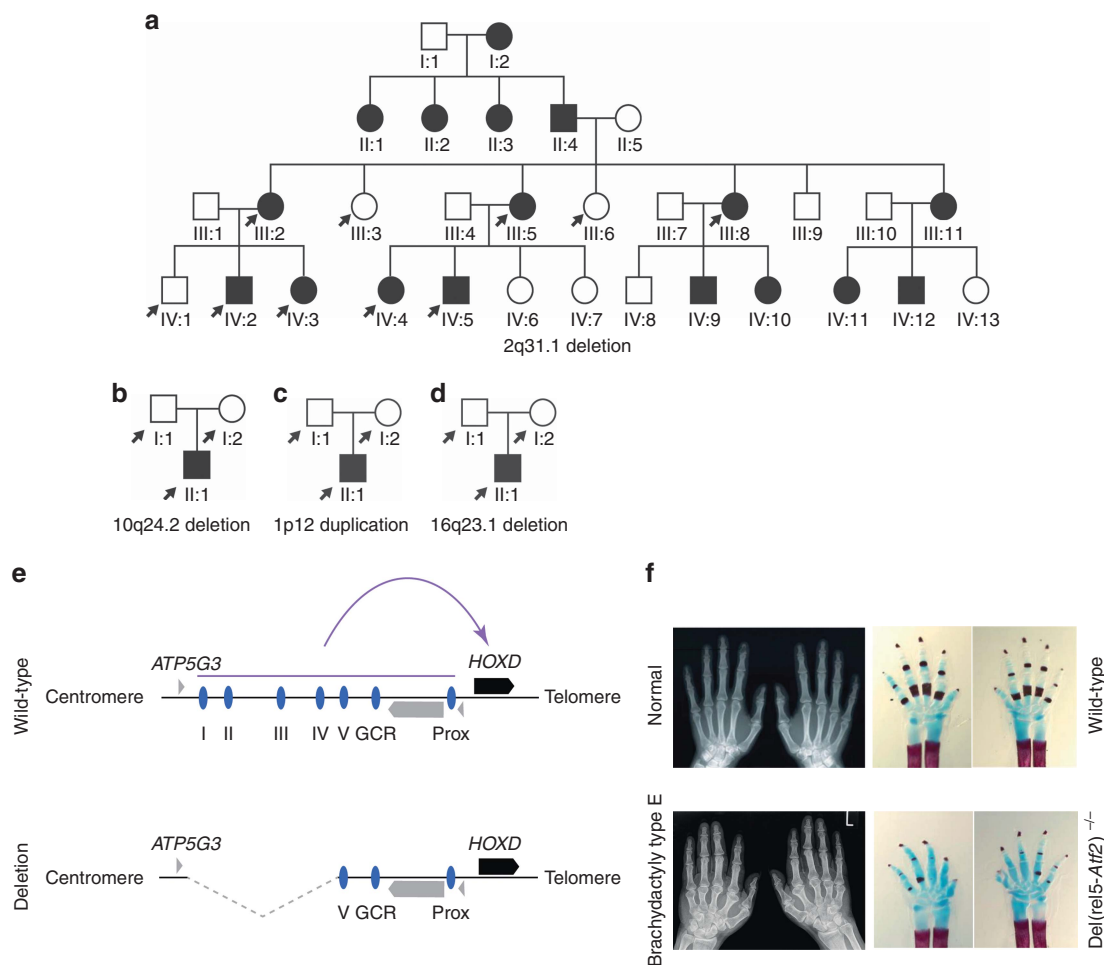 a
I:1 I:2
II:1 II:2 II:3 II:4 II:5
III:1 III:2 III:3 III:4 III:5 III:6 III:7 III:8 III:9 III:10 III:11
IV:1 IV:2 IV:3 IV:4 IV:5 IV:6 IV:7 IV:8 IV:9 IV:10 IV:11 IV:12 IV:13
2q31.1 deletion
b c d
I:1 I:2 I:1 I:2 I:1 I:2
II:1 II:1 II:1
10q24.2 deletion 1p12 duplication 16q23.1 deletion
e
Wild-type
ATP5G3 HOXD
Centromere Telomere
I II III IV V GCR Prox
Deletion
ATP5G3 HOXD
Centromere Telomere
V GCR Prox
f
Normal
Wild-type
Brachydactyly type E
L
Del(rel5-Atf2) –/–